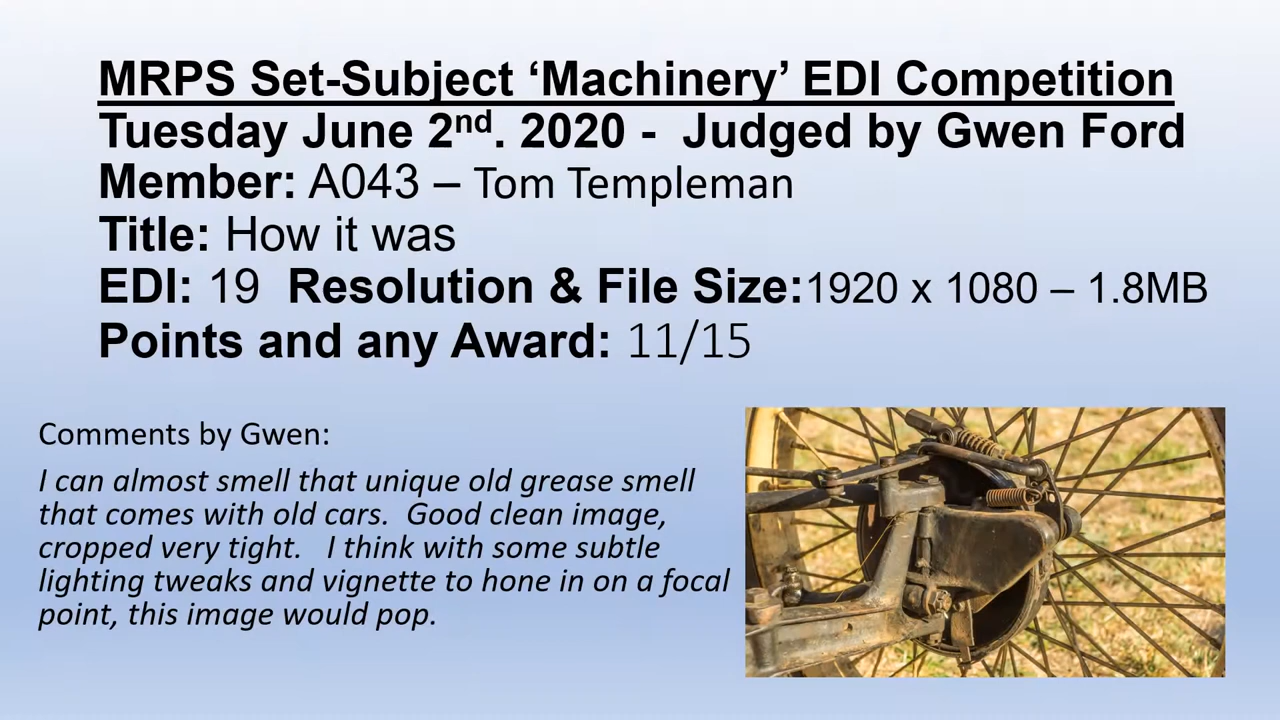 MRPS Set-Subject ‘Machinery’ EDI Competition
Tuesday June 2nd. 2020 -  Judged by Gwen Ford
Member: A043 – Tom Templeman
Title: How it was
EDI: 19  Resolution & File Size:1920 x 1080 – 1.8MB
Points and any Award: 11/15
Comments by Gwen:
I can almost smell that unique old grease smell
that comes with old cars.  Good clean image,
cropped very tight.   I think with some subtle
lighting tweaks and vignette to hone in on a focal
point, this image would pop.